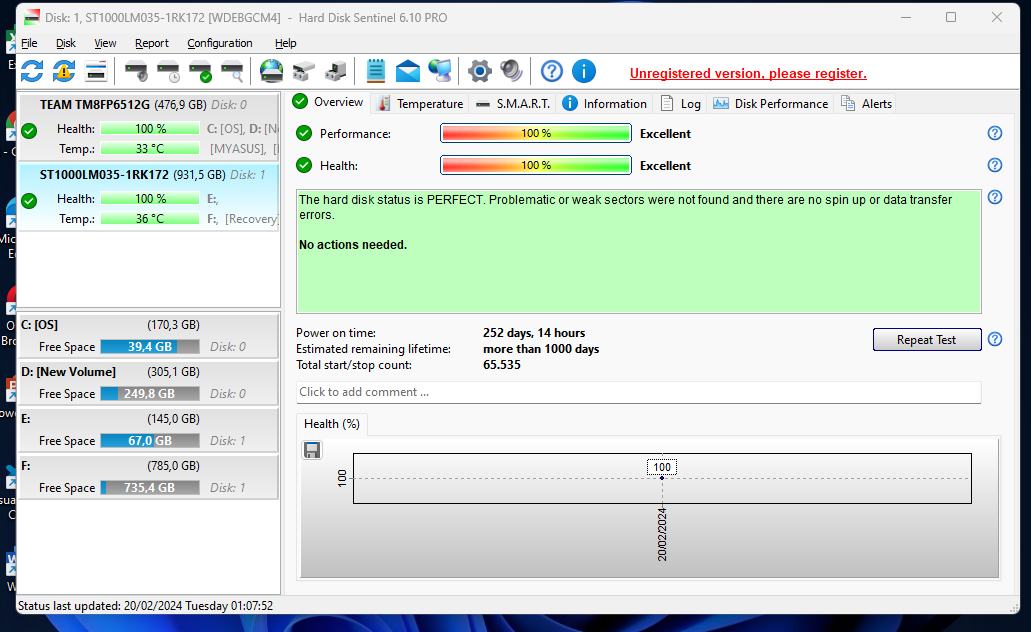 Disk: 1, ST1000LM035-1RK172 [WDEBGCM4] - Hard Disk Sentinel 6.10 PRO
File Disk View Report Configuration Help
Unregistered version, please register.
TEAM TM8FP6512G (476,9 GB) Disk: 0
Health: 100 % C: [OS], D: [Ne
Temp.: 33 °C [MYASUS],
ST1000LM035-1RK172 (931,5 GB) Disk: 1
Health: 100 % E:,
Temp.: 36 °C F:, [Recovery]
C: [OS] (170,3 GB)
Free Space 39,4 GB Disk: 0
D: [New Volume] (305,1 GB)
Free Space 249,8 GB Disk: 0
E: (145,0 GB)
Free Space 67,0 GB Disk: 1
F: (785,0 GB)
Free Space 735,4 GB Disk: 1
Overview Temperature S.M.A.R.T. Information Log Disk Performance Alerts
Performance: 100 % Excellent
Health: 100 % Excellent
The hard disk status is PERFECT. Problematic or weak sectors were not found and there are no spin up or data transfer
errors.
No actions needed.
Power on time: 252 days, 14 hours
Estimated remaining lifetime: more than 1000 days
Total start/stop count: 65.535
Repeat Test
Click to add comment ...
Health (%)
100
100
20/02/2024
Status last updated: 20/02/2024 Tuesday 01:07:52